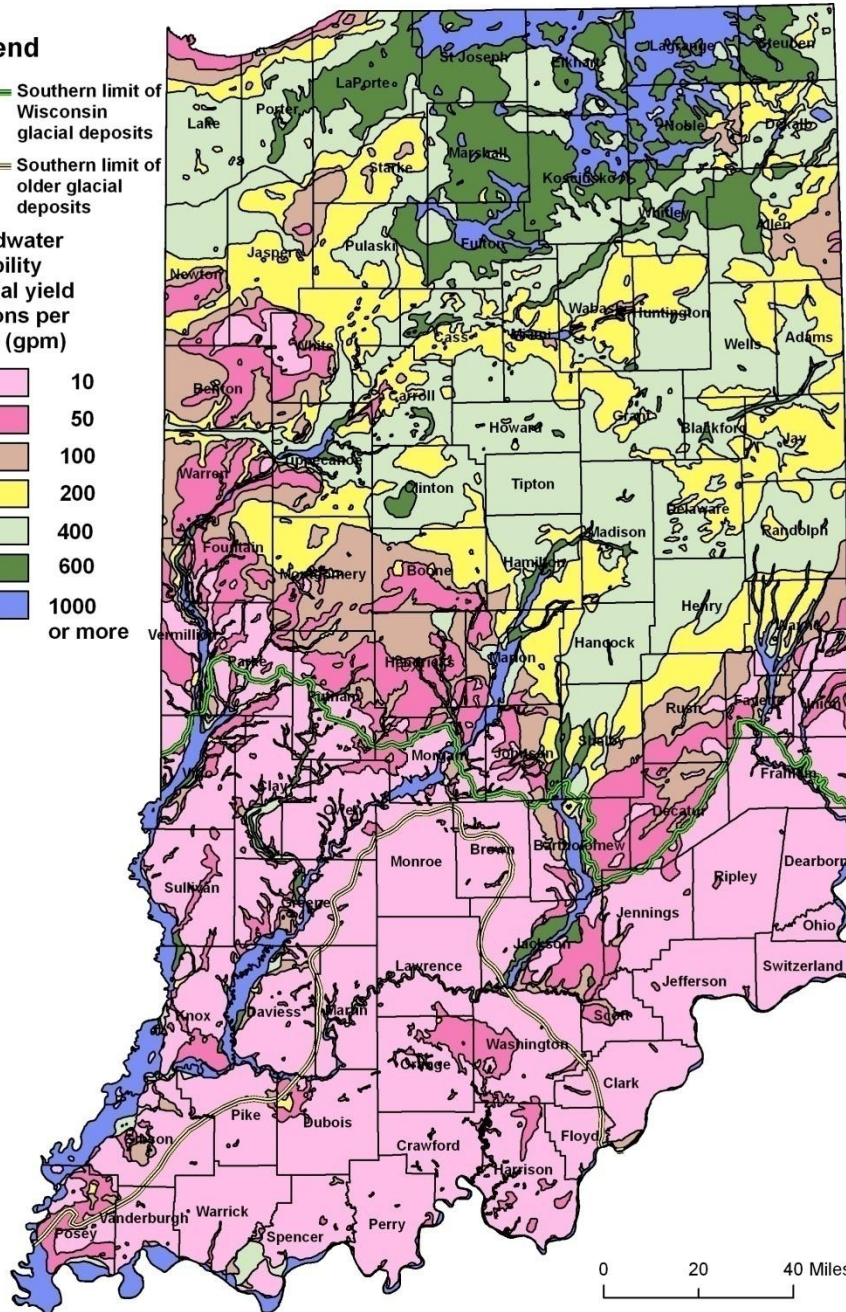 end
Southern limit of
Wisconsin
glacial deposits
Southern limit of
older glacial
deposits
dwater
bility
al yield
ons per
(gpm)
10
50
100
200
400
600
1000
or more
St Joseph
Elkhart
Lagrange
Steuben
LaPorte
Porter
Lake
Noble
Dekalb
Marshall
Starke
Kosciusko
Whitley
Allen
Fulton
Pulaski
Jasper
Newton
Wabash
Huntington
Miami
Cass
White
Wells
Adams
Benton
Carroll
Grant
Howard
Blackford
Jay
Tippecanoe
Warren
Clinton
Tipton
Delaware
Madison
Randolph
Fountain
Hamilton
Montgomery
Boone
Henry
Wayne
Vermillion
Hancock
Marion
Parke
Hendricks
Putnam
Rush
Fayette
Union
Shelby
Johnson
Morgan
Vigo
Clay
Franklin
Owen
Decatur
Bartholomew
Brown
Monroe
Dearborn
Ripley
Sullivan
Greene
Jennings
Ohio
Jackson
Lawrence
Switzerland
Jefferson
Knox
Daviess
Martin
Scott
Washington
Orange
Clark
Pike
Dubois
Gibson
Floyd
Crawford
Harrison
Warrick
Vanderburgh
Perry
Posey
Spencer
0 20 40 Miles